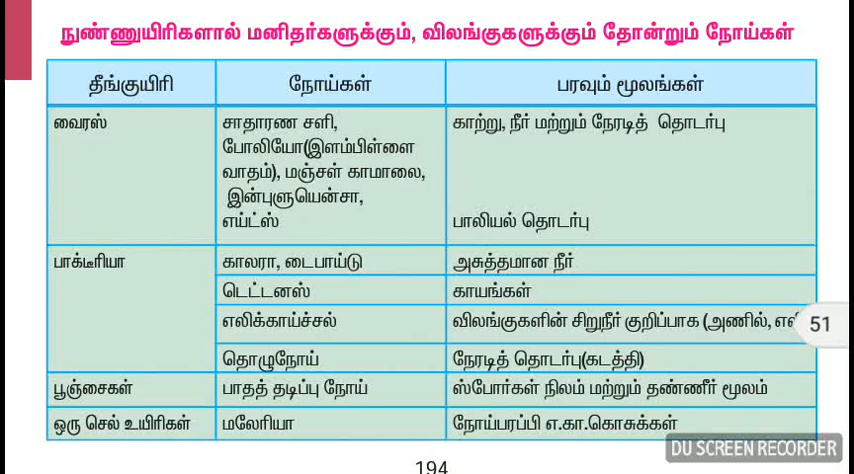 நுண்ணுயிரிகளால் மனிதர்களுக்கும், விலங்குகளுக்கும் தோன்றும் நோய்கள்
தீங்குயிரி நோய்கள் பரவும் மூலங்கள்
வைரஸ் சாதாரண சளி, காற்று, நீர் மற்றும் நேரடித் தொடர்பு
போலியோ(இளம்பிள்ளை
வாதம்), மஞ்சள் காமாலை,
இன்புளுயென்சா,
எய்ட்ஸ் பாலியல் தொடர்பு
பாக்டீரியா காலரா, டைபாய்டு அசுத்தமான நீர்
டெட்டனஸ் காயங்கள்
எலிக்காய்ச்சல் விலங்குகளின் சிறுநீர் குறிப்பாக (அணில்,
51
தொழுநோய் நேரடித் தொடர்பு(கடத்தி)
பூஞ்சைகள் பாதத் தடிப்பு நோய் ஸ்போர்கள் நிலம் மற்றும் தண்ணீர் மூலம்
ஒரு செல் உயிரிகள் மலேரியா நோய்பரப்பி எ.கா.கொசுக்கள்
DU SCREEN RECORDER
194